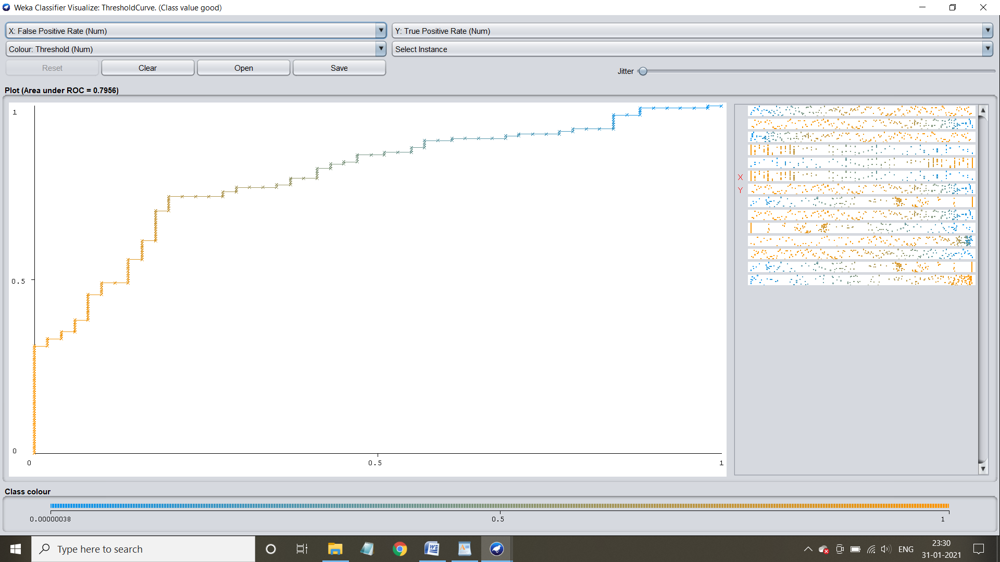 Weka Classifier Visualize: ThresholdCurve. (Class value good)
X: False Positive Rate (Num)
Y: True Positive Rate (Num)
Colour: Threshold (Num)
Select Instance
Reset
Clear
Open
Save
Jitter
Plot (Area under ROC = 0.7956)
1
0.5
0
0
0.5
1
X
Y
Class colour
0.00000038
0.5
1
Type here to search
ENG
23:30
31-01-2021